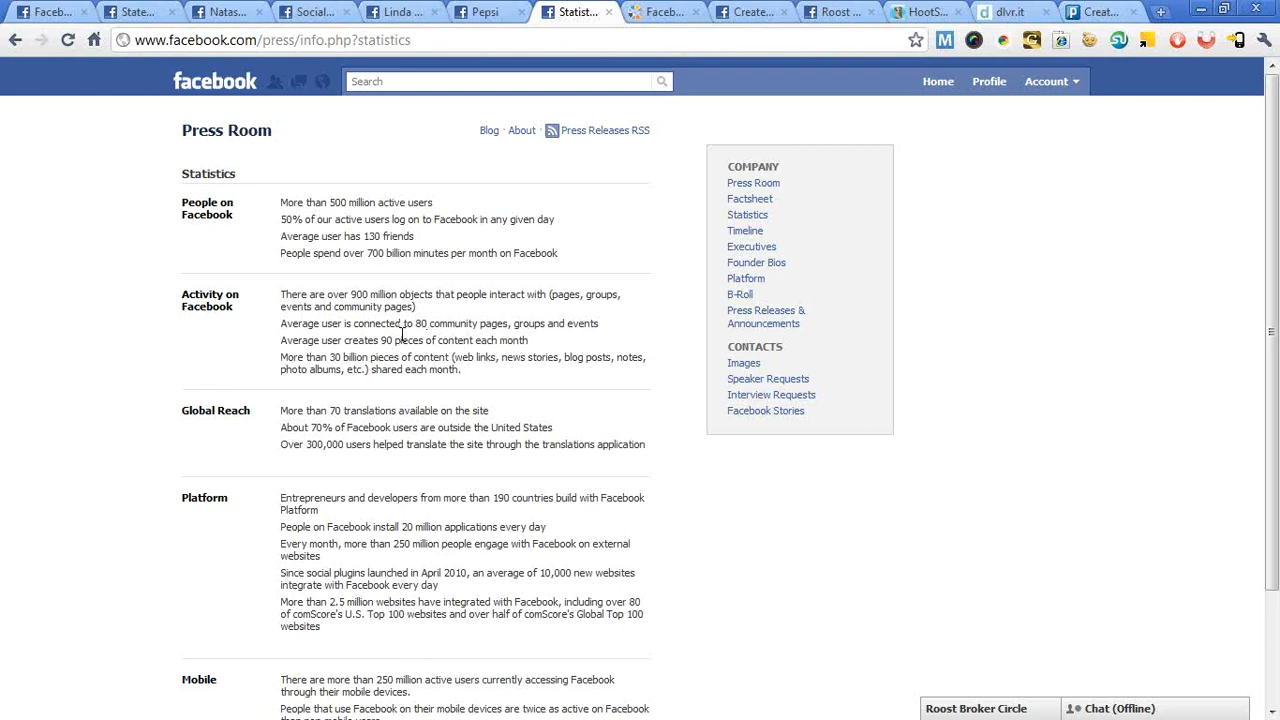 Faceb...
State...
Natas...
Social...
Linda ...
Pepsi
Statist...
Faceb...
Create...
Roost ...
HootS...
dlvr.it
Creat...
www.facebook.com/press/info.php?statistics
facebook
Search
Home
Profile
Account
Press Room
Blog · About · Press Releases RSS
Statistics
People on
Facebook
More than 500 million active users
50% of our active users log on to Facebook in any given day
Average user has 130 friends
People spend over 700 billion minutes per month on Facebook
Activity on
Facebook
There are over 900 million objects that people interact with (pages, groups,
events and community pages)
Average user is connected to 80 community pages, groups and events
Average user creates 90 pieces of content each month
More than 30 billion pieces of content (web links, news stories, blog posts, notes,
photo albums, etc.) shared each month.
Global Reach
More than 70 translations available on the site
About 70% of Facebook users are outside the United States
Over 300,000 users helped translate the site through the translations application
Platform
Entrepreneurs and developers from more than 190 countries build with Facebook
Platform
People on Facebook install 20 million applications every day
Every month, more than 250 million people engage with Facebook on external
websites
Since social plugins launched in April 2010, an average of 10,000 new websites
integrate with Facebook every day
More than 2.5 million websites have integrated with Facebook, including over 80
of comScore's U.S. Top 100 websites and over half of comScore's Global Top 100
websites
Mobile
There are more than 250 million active users currently accessing Facebook
through their mobile devices.
People that use Facebook on their mobile devices are twice as active on Facebook
than non-mobile users.
COMPANY
Press Room
Factsheet
Statistics
Timeline
Executives
Founder Bios
Platform
B-Roll
Press Releases &
Announcements
CONTACTS
Images
Speaker Requests
Interview Requests
Facebook Stories
Roost Broker Circle
Chat (Offline)